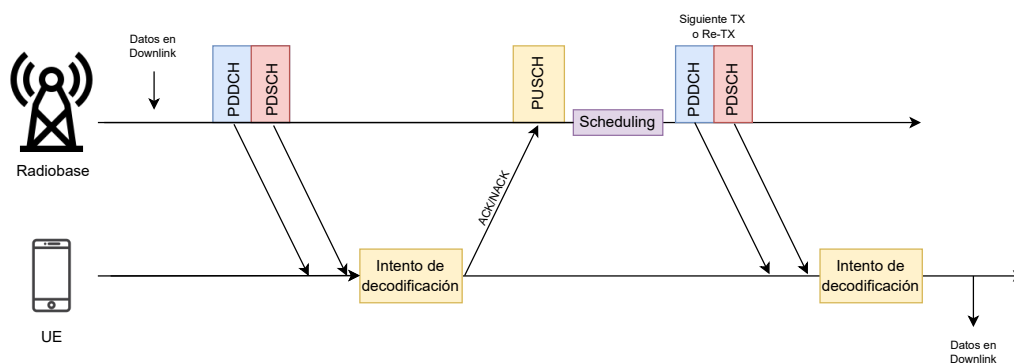 Datos en
Downlink
PDDCH
PDSCH
PUSCH
Siguiente TX
o Re-TX
PDDCH
PDSCH
Scheduling
Radiobase
ACK/NACK
Intento de
decodificación
Intento de
decodificación
UE
Datos en
Downlink